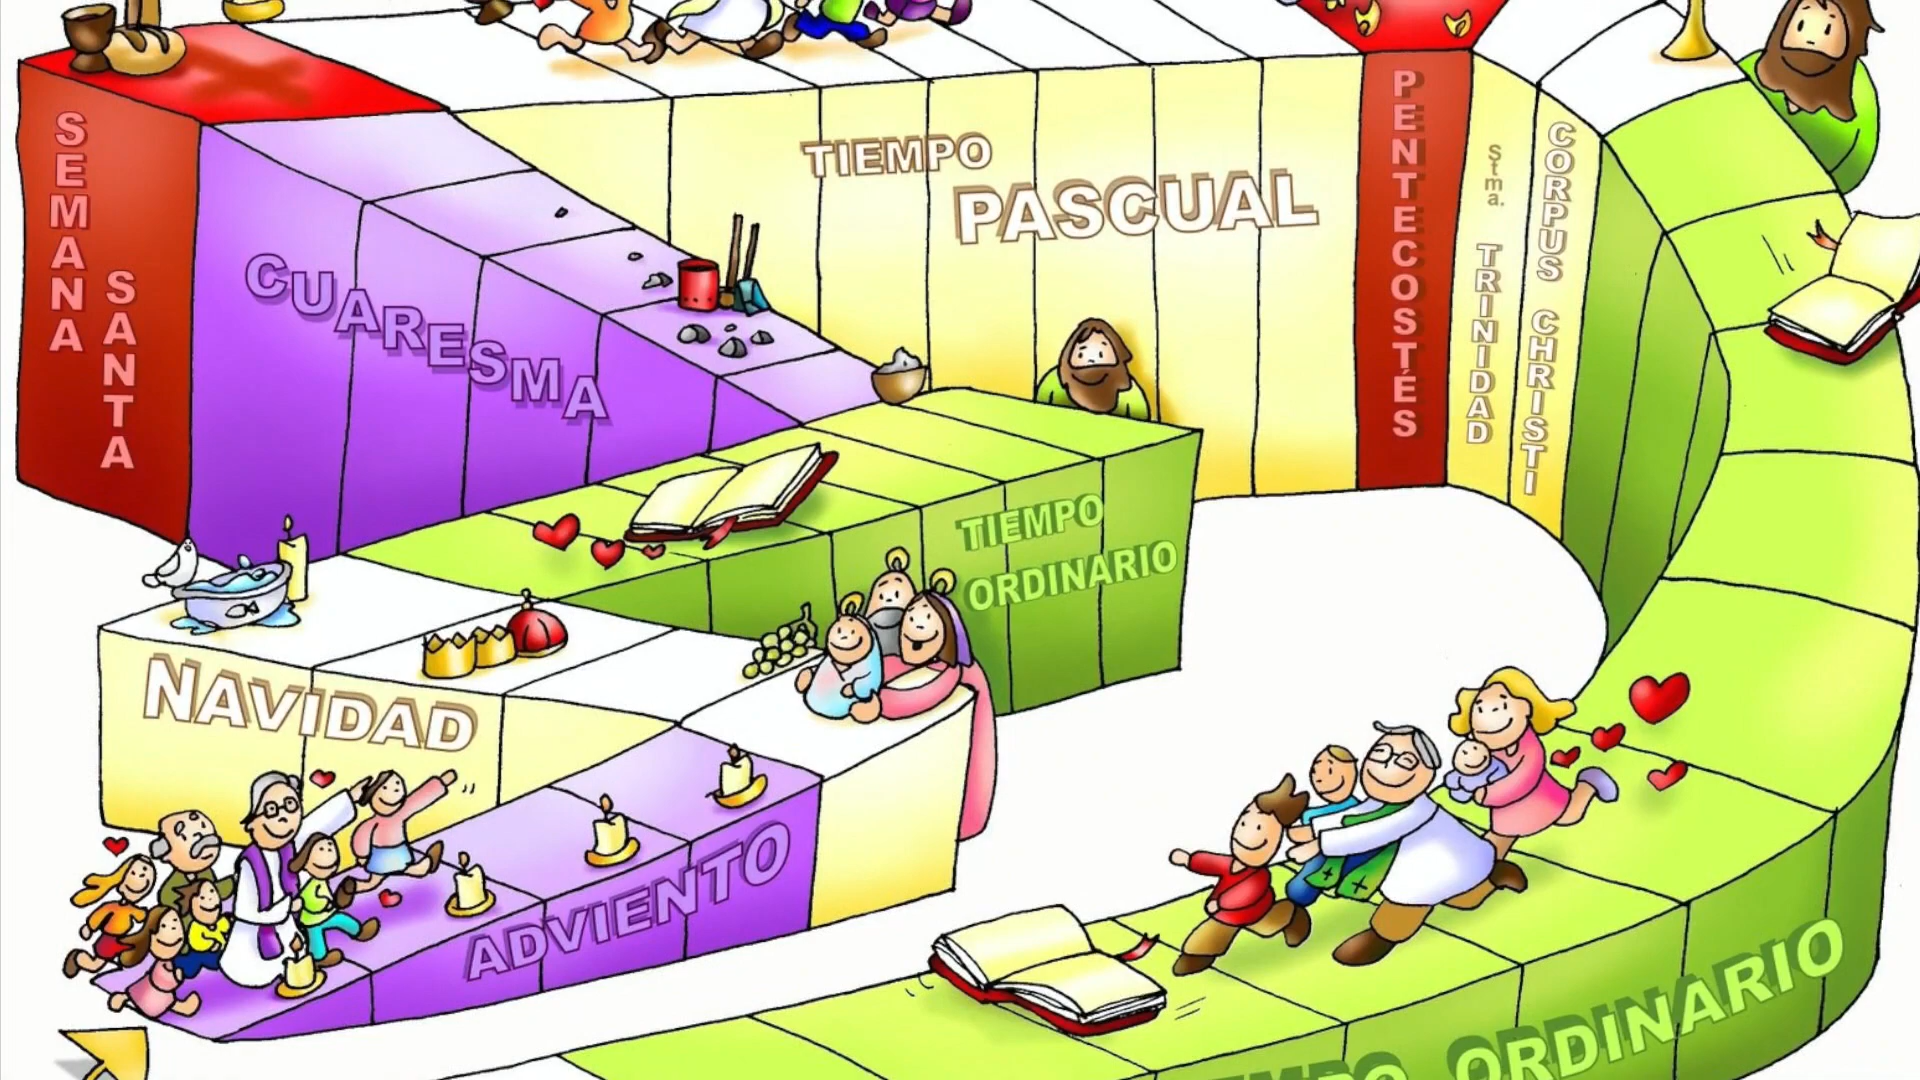 SEMANA
SANTA
CUARESMA
TIEMPO
PASCUAL
PENTECOSTÉS
Stma. TRINIDAD
CORPUS CHRISTI
TIEMPO
ORDINARIO
NAVIDAD
ADVIENTO
ORDINARIO